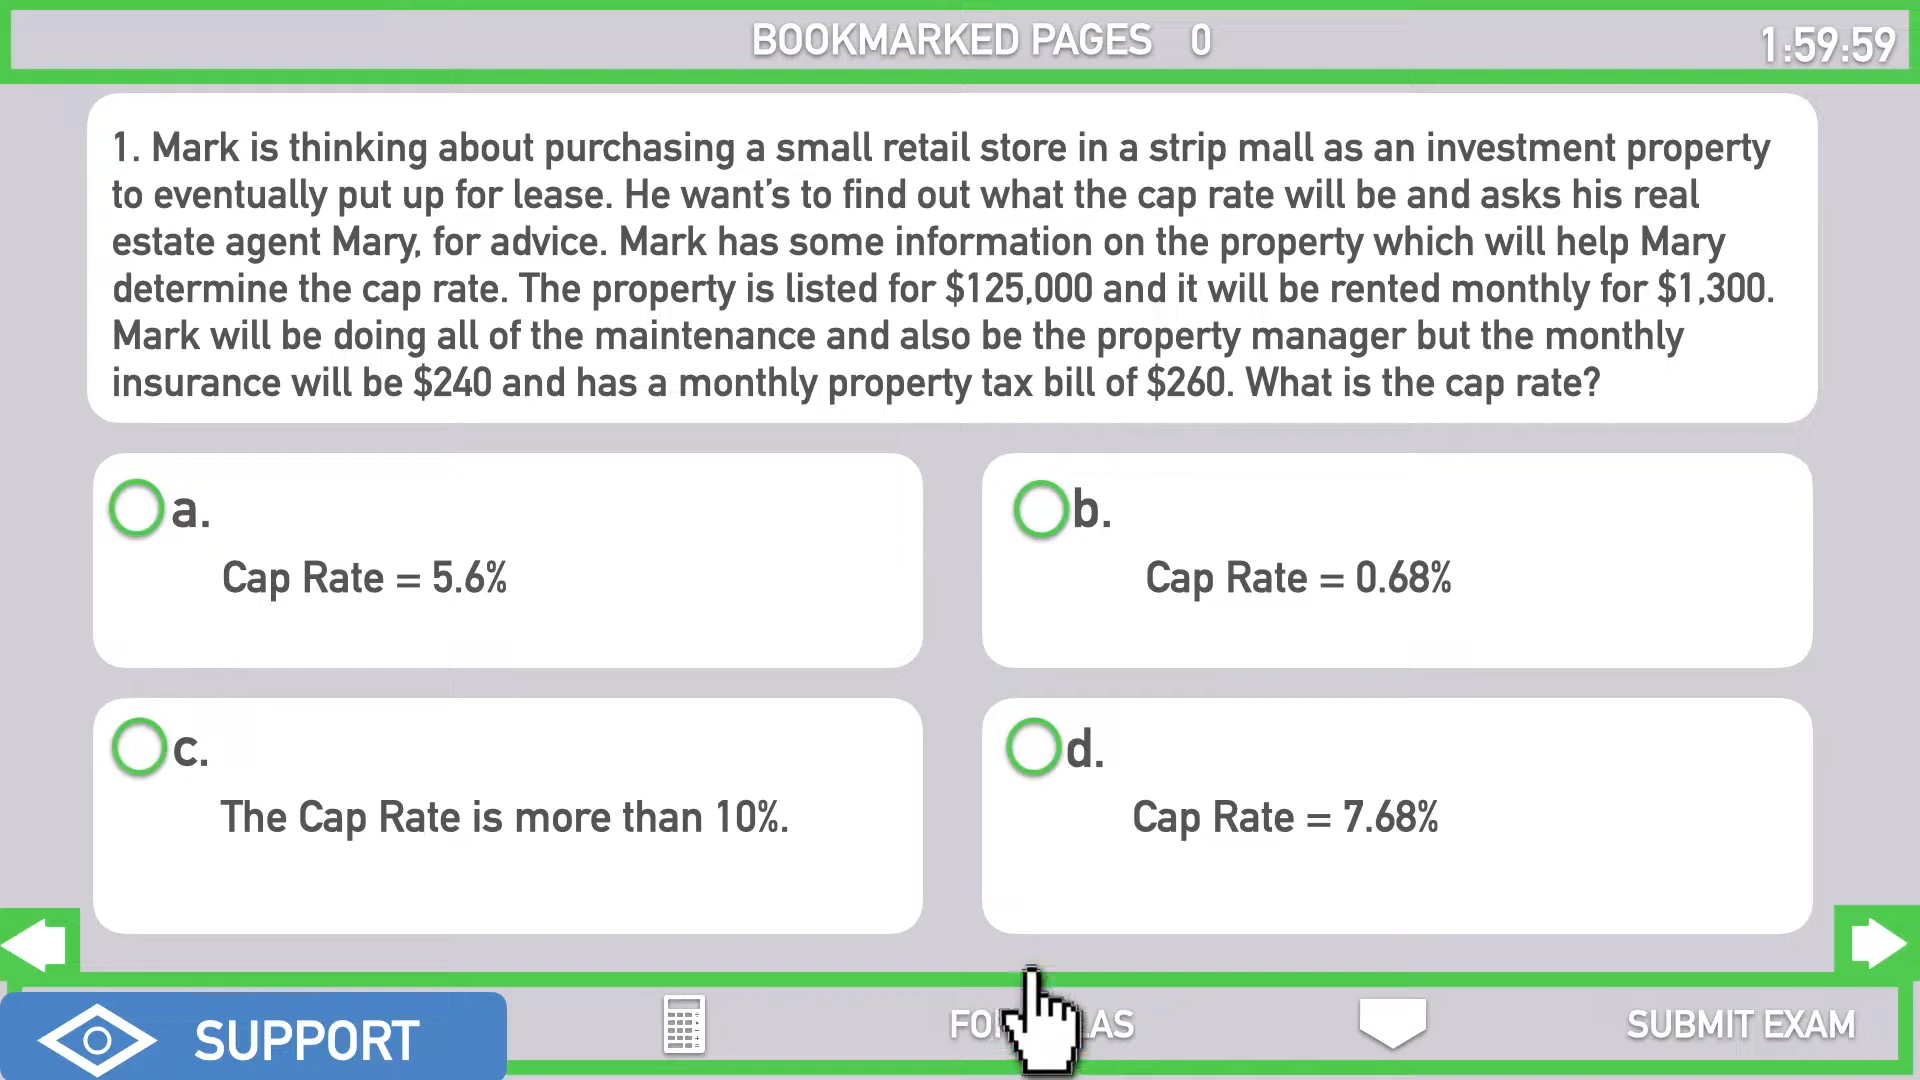 BOOKMARKED PAGES 0
1:59:59
1. Mark is thinking about purchasing a small retail store in a strip mall as an investment property
to eventually put up for lease. He want's to find out what the cap rate will be and asks his real
estate agent Mary, for advice. Mark has some information on the property which will help Mary
determine the cap rate. The property is listed for $125,000 and it will be rented monthly for $1,300.
Mark will be doing all of the maintenance and also be the property manager but the monthly
insurance will be $240 and has a monthly property tax bill of $260. What is the cap rate?
a.
Cap Rate = 5.6%
b.
Cap Rate = 0.68%
c.
The Cap Rate is more than 10%.
d.
Cap Rate = 7.68%
SUPPORT
SUBMIT EXAM